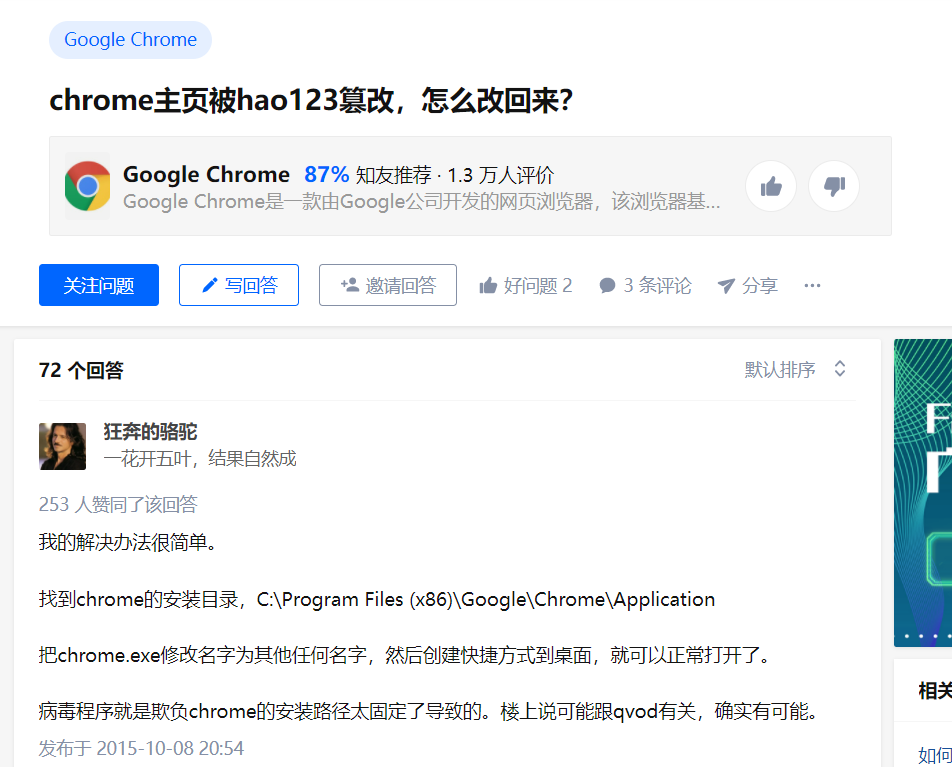 Google Chrome
chrome主页被hao123篡改，怎么改回来？
Google Chrome 87% 知友推荐 · 1.3 万人评价
Google Chrome是一款由Google公司开发的网页浏览器，该浏览器基...
关注问题 写回答 邀请回答 好问题 2 3 条评论 分享 ...
72 个回答 默认排序
狂奔的骆驼
一花开五叶，结果自然成
253 人赞同了该回答
我的解决办法很简单。
找到chrome的安装目录，C:\Program Files (x86)\Google\Chrome\Application
把chrome.exe修改名字为其他任何名字，然后创建快捷方式到桌面，就可以正常打开了。
病毒程序就是欺负chrome的安装路径太固定了导致的。楼上说可能跟qvod有关，确实有可能。
发布于 2015-10-08 20:54
相关
如何